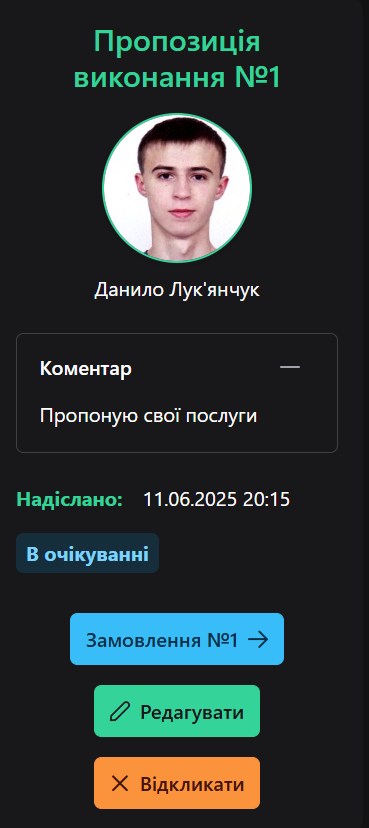 Пропозиція
виконання №1
Данило Лук'янчук
Коментар
Пропоную свої послуги
Надіслано: 11.06.2025 20:15
В очікуванні
Замовлення №1
Редагувати
Відкликати